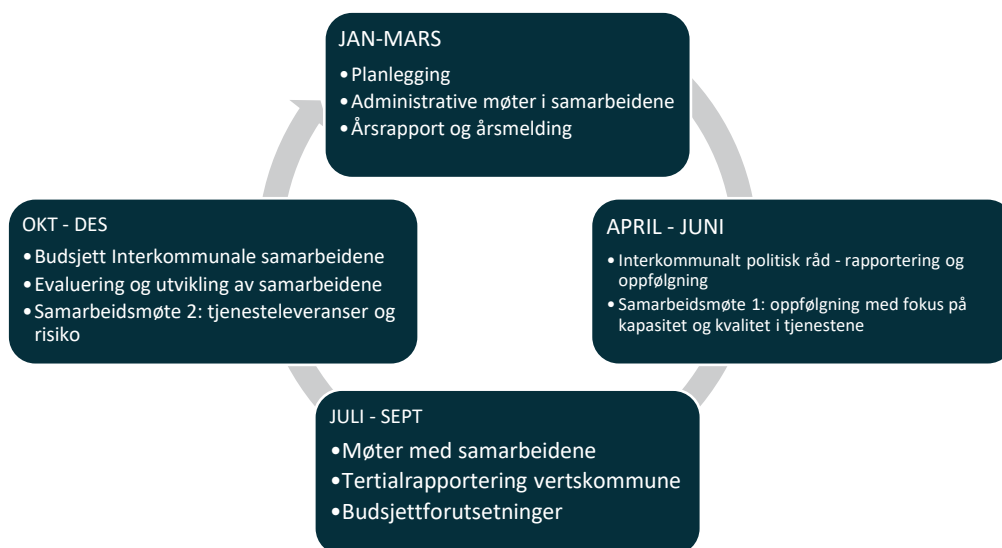 JAN-MARS
•Planlegging
•Administrative møter i samarbeidene
•Årsrapport og årsmelding
APRIL - JUNI
•Interkommunalt politisk råd - rapportering og
oppfølgning
•Samarbeidsmøte 1: oppfølgning med fokus på
kapasitet og kvalitet i tjenestene
JULI - SEPT
•Møter med samarbeidene
•Tertialrapportering vertskommune
•Budsjettforutsetninger
OKT - DES
•Budsjett Interkommunale samarbeidene
•Evaluering og utvikling av samarbeidene
•Samarbeidsmøte 2: tjenesteleveranser og
risiko